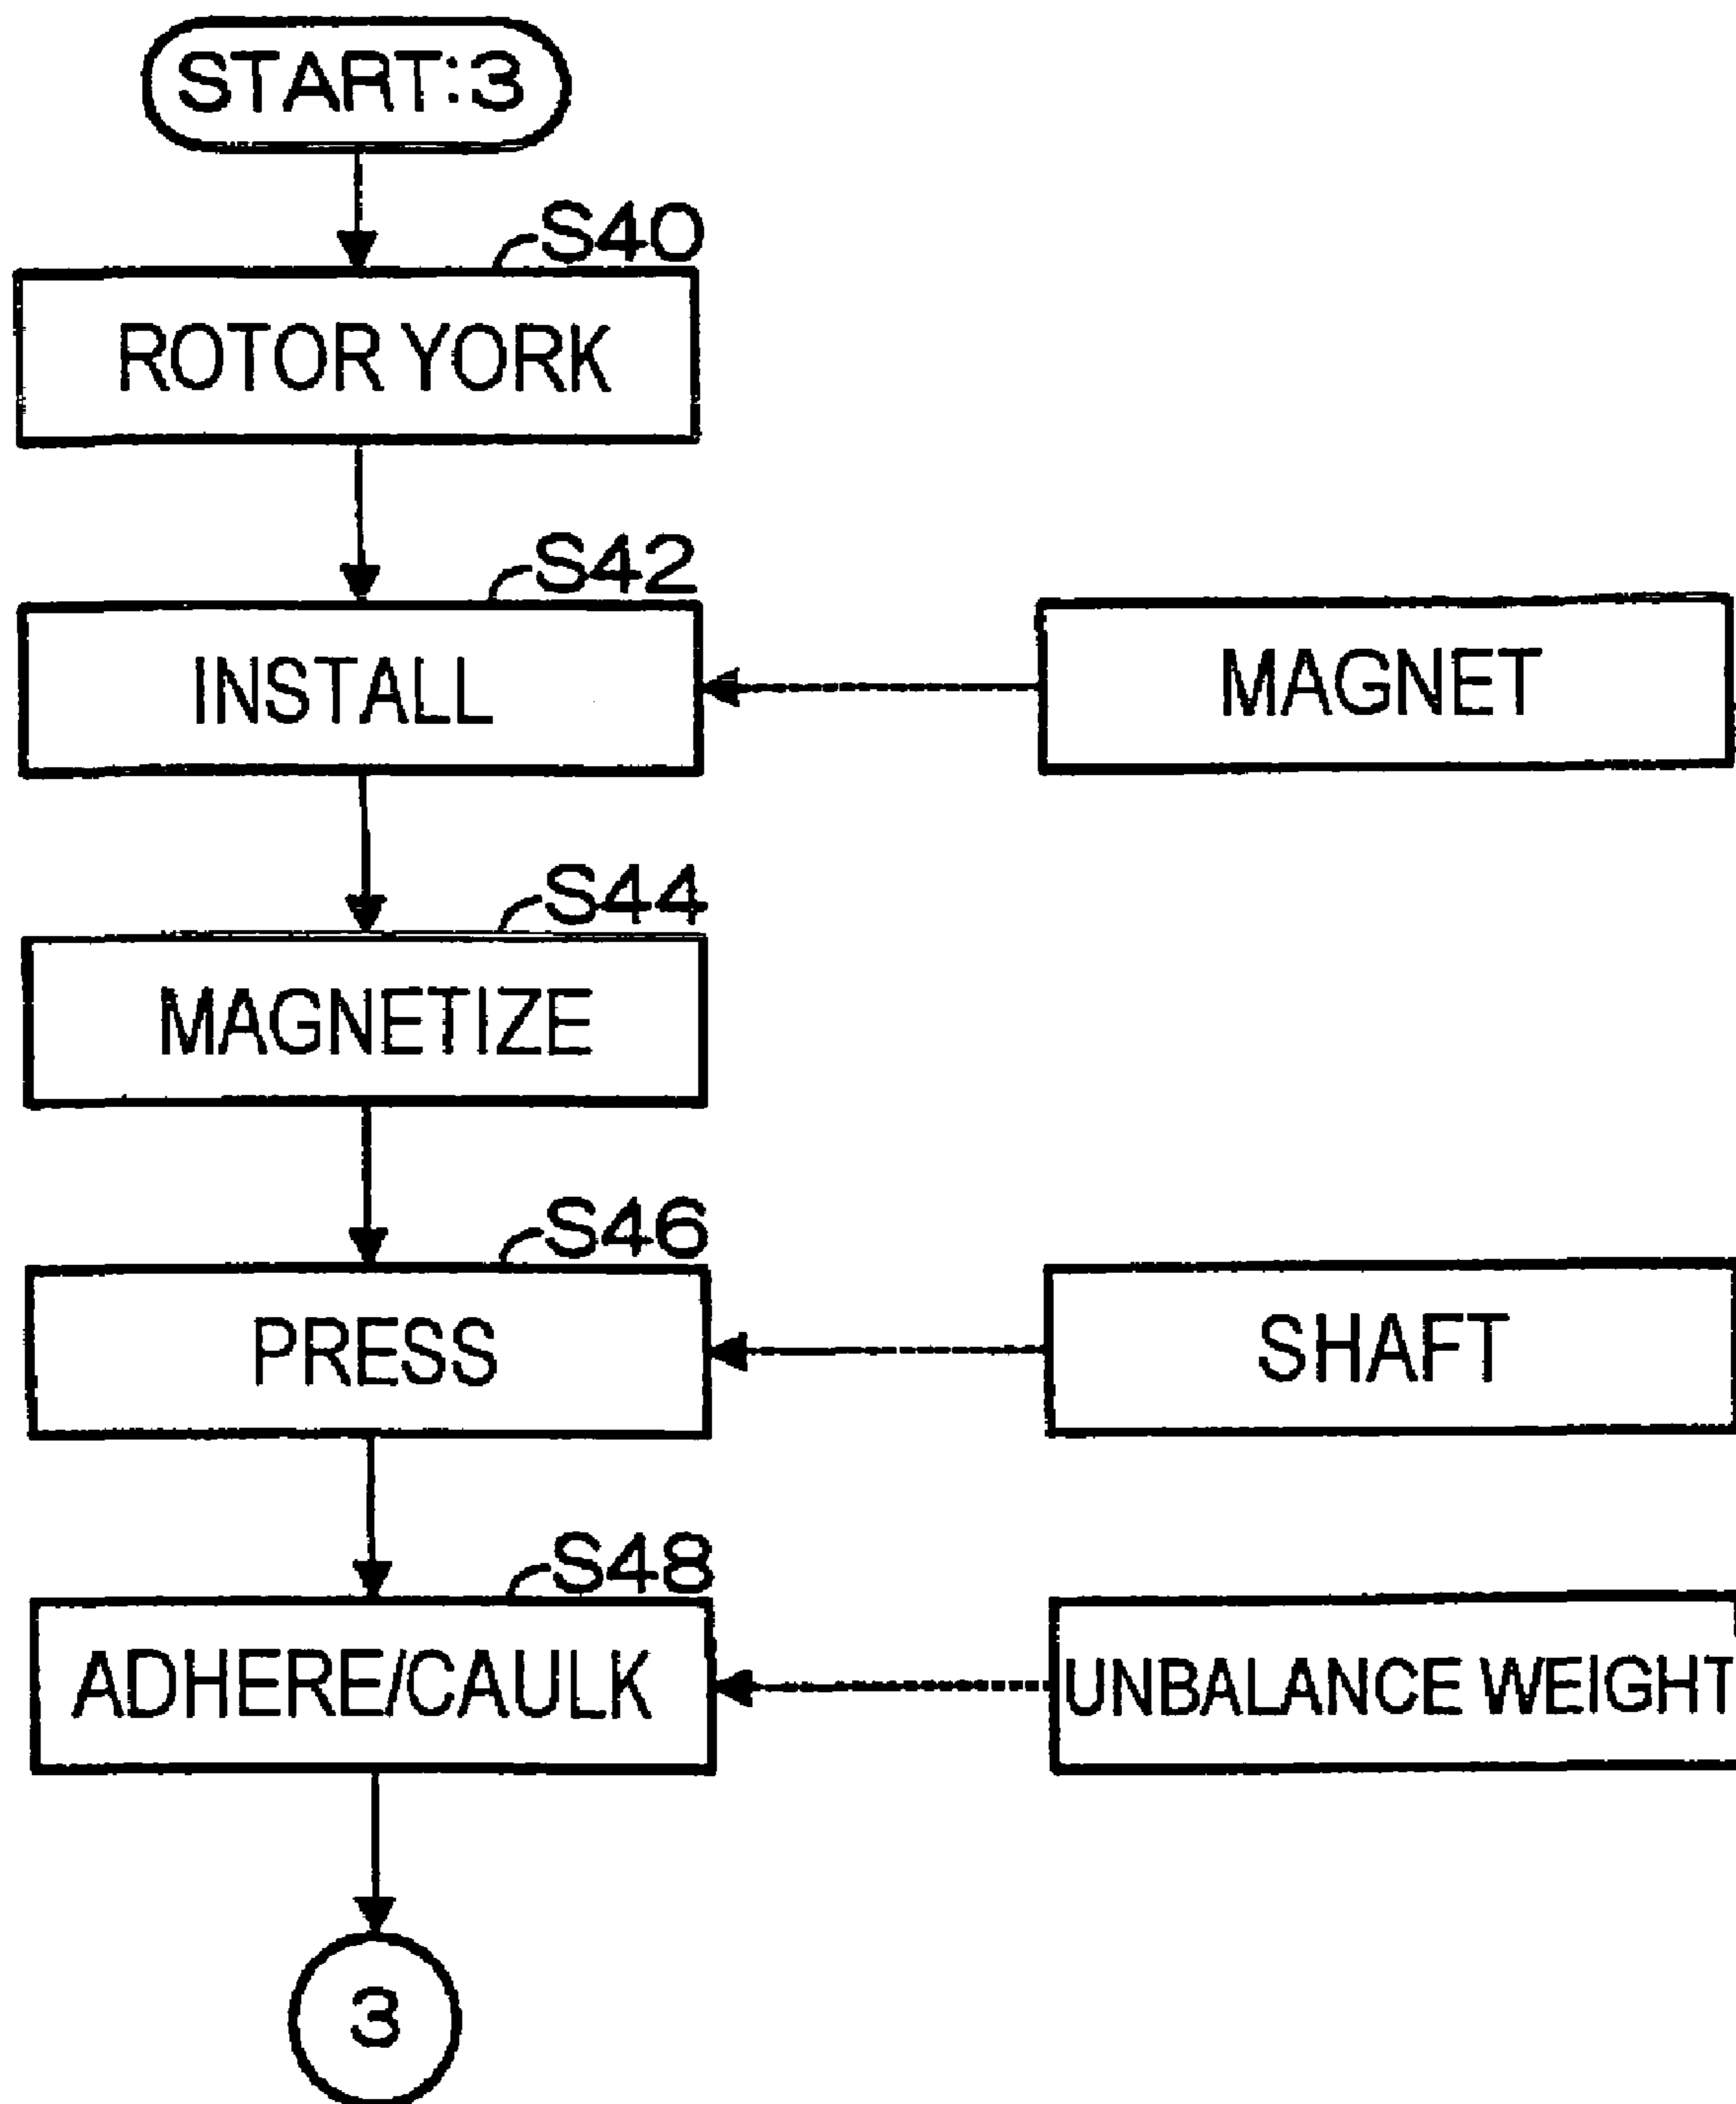 START:3
S40
ROTOR YORK
S42
INSTALL
MAGNET
S44
MAGNETIZE
S46
PRESS
SHAFT
S48
ADHERE/CAULK
UNBALANCE WEIGHT
3